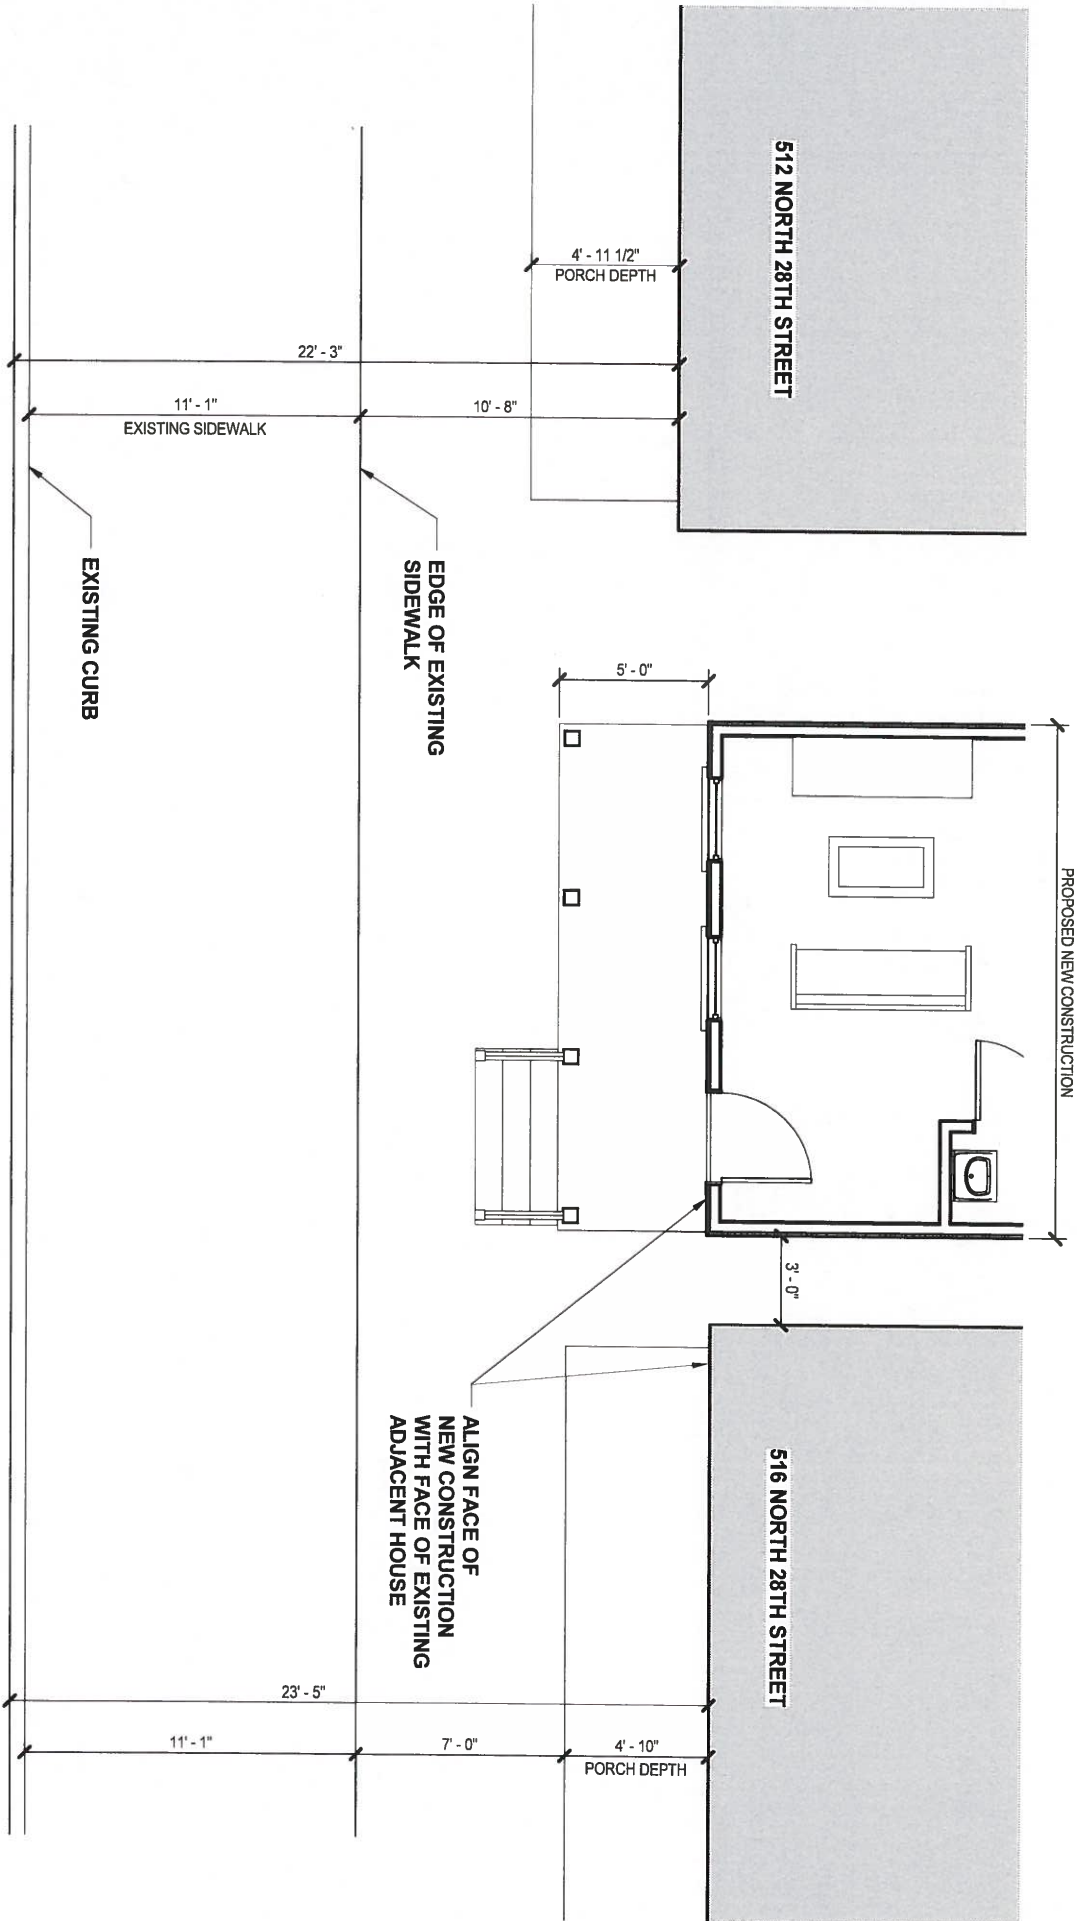 512 NORTH 28TH STREET
4' - 11 1/2"
PORCH DEPTH
22' - 3"
11' - 1"
EXISTING SIDEWALK
10' - 8"
EXISTING CURB
EDGE OF EXISTING
SIDEWALK
5' - 0"
PROPOSED NEW CONSTRUCTION
3' - 0"
ALIGN FACE OF
NEW CONSTRUCTION
WITH FACE OF EXISTING
ADJACENT HOUSE
516 NORTH 28TH STREET
23' - 5"
11' - 1"
7' - 0"
4' - 10"
PORCH DEPTH